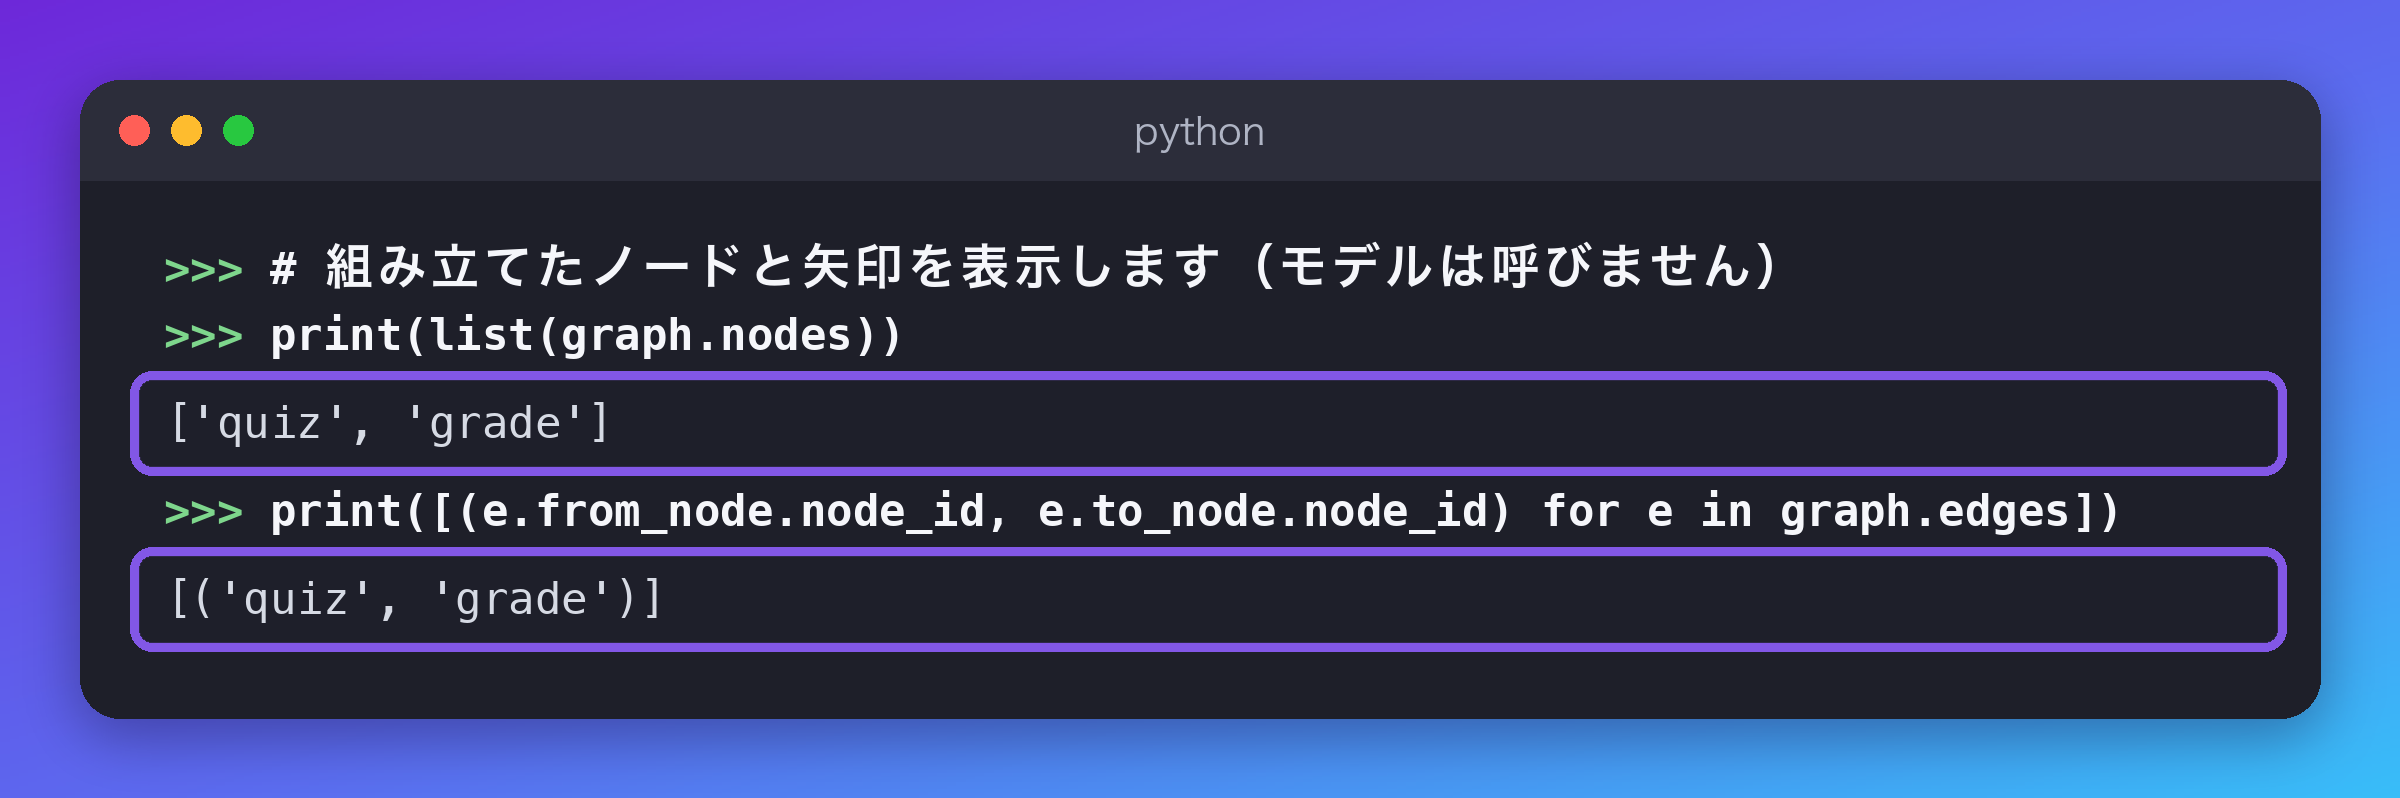 python
>>> # 組み立てたノードと矢印を表示します（モデルは呼びません）
>>> print(list(graph.nodes))
['quiz', 'grade']
>>> print([(e.from_node.node_id, e.to_node.node_id) for e in graph.edges])
[('quiz', 'grade')]